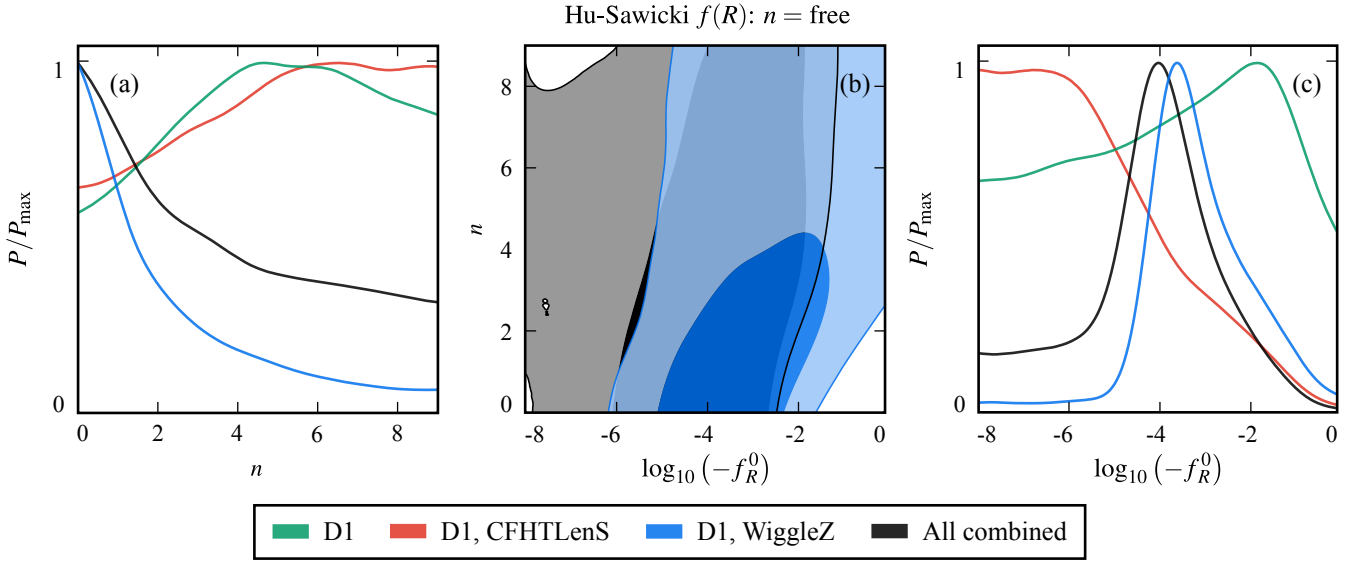 Hu-Sawicki f(R): n = free
P/P_max
1
0
(a)
0 2 4 6 8
n
n
8
6
4
2
0
(b)
-8 -6 -4 -2 0
log₁₀ (−f_R^0)
P/P_max
1
0
(c)
-8 -6 -4 -2 0
log₁₀ (−f_R^0)
D1 D1, CFHTLenS D1, WiggleZ All combined